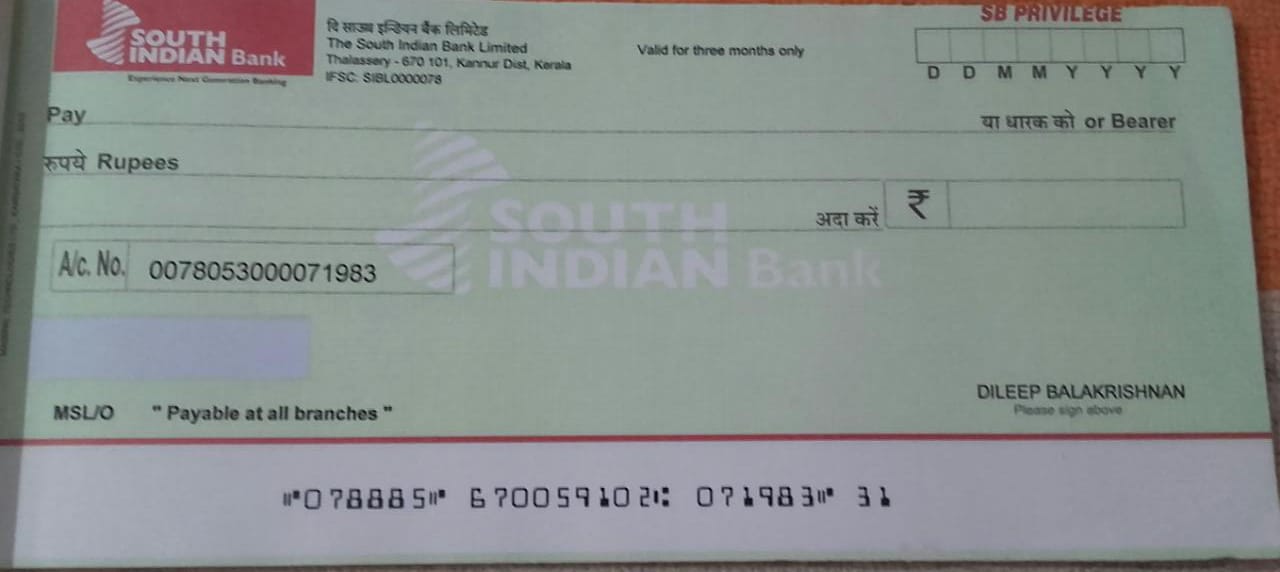 SOUTH
INDIAN Bank
Experience Next Generation Banking
दि साउथ इन्डियन बैंक लिमिटेड
The South Indian Bank Limited
Thalassery - 670 101, Kannur Dist, Kerala
IFSC: SIBL0000078
Valid for three months only
SB PRIVILEGE
D D M M Y Y Y Y
Pay
या धारक को or Bearer
रुपये Rupees
अदा करें ₹
SOUTH
INDIAN Bank
A/c. No. 0078053000071983
DILEEP BALAKRISHNAN
Please sign above
MSL/O " Payable at all branches "
⑈078885⑈ 670059102⑆ 071983⑈ 31